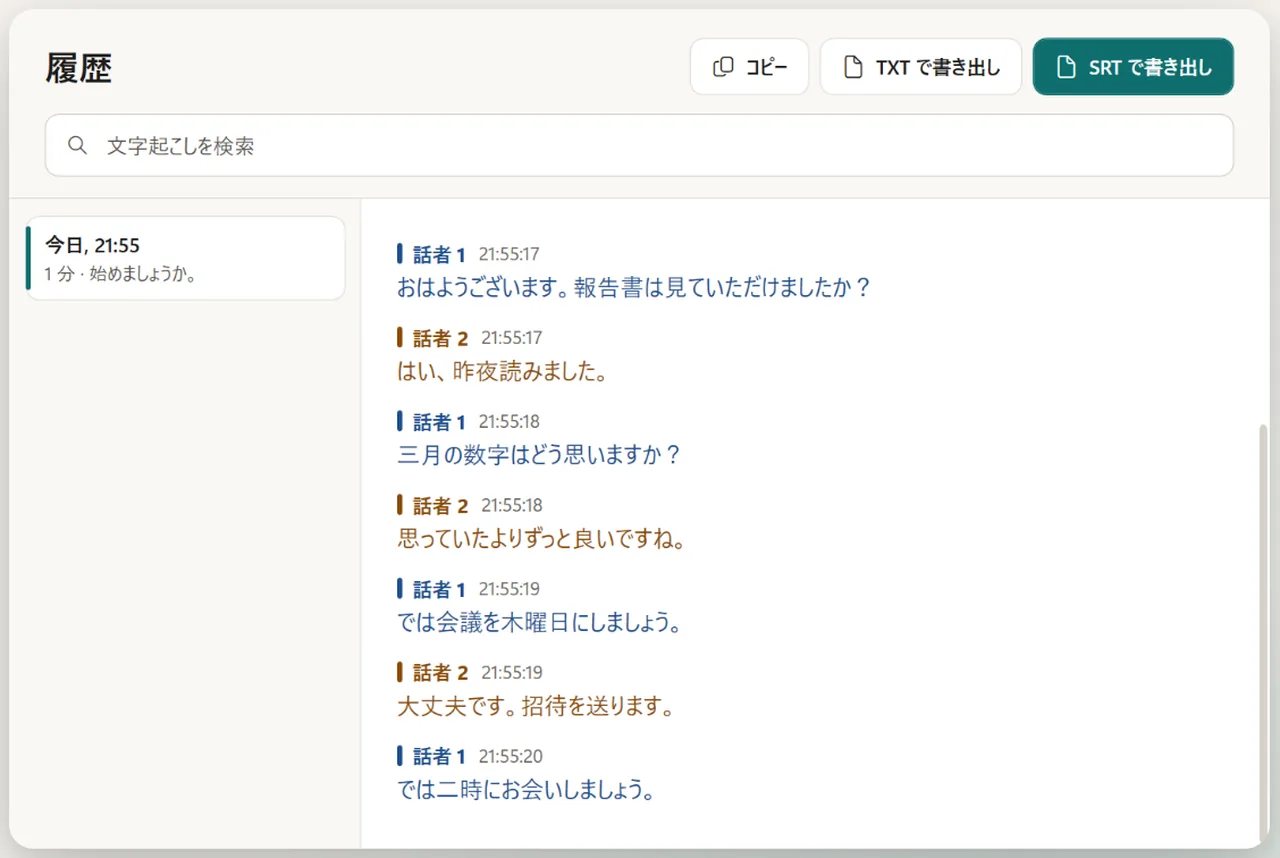 履歴
コピー
TXT で書き出し
SRT で書き出し
文字起こしを検索
今日, 21:55
1 分 · 始めましょうか。
話者 1 21:55:17
おはようございます。報告書は見ていただけましたか？
話者 2 21:55:17
はい、昨夜読みました。
話者 1 21:55:18
三月の数字はどう思いますか？
話者 2 21:55:18
思っていたよりずっと良いですね。
話者 1 21:55:19
では会議を木曜日にしましょう。
話者 2 21:55:19
大丈夫です。招待を送ります。
話者 1 21:55:20
では二時にお会いしましょう。